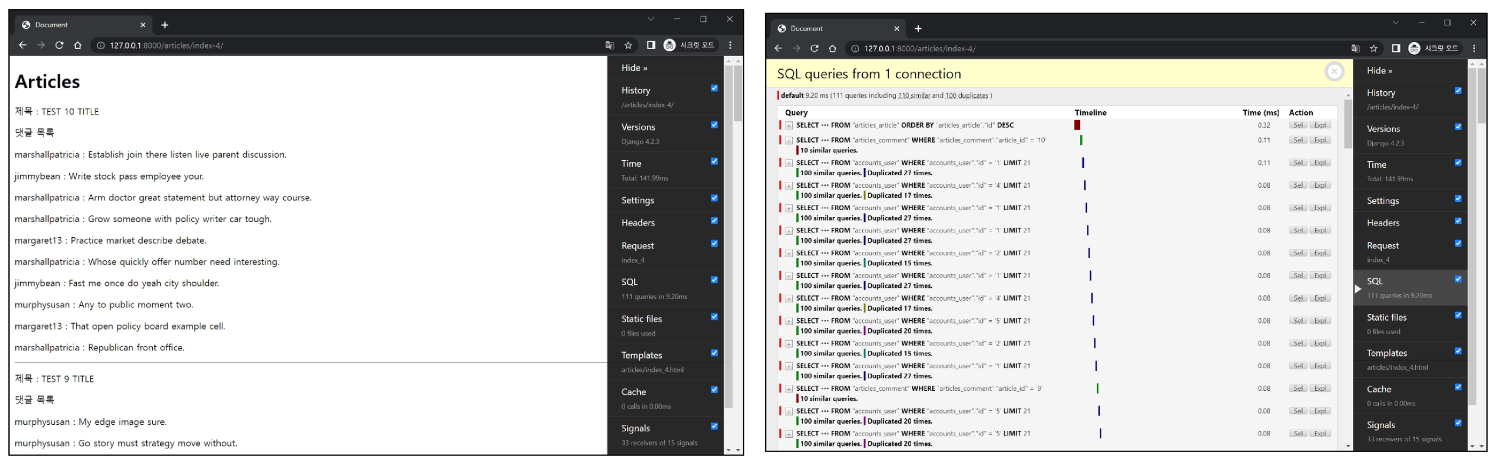 Document
127.0.0.1:8000/articles/index-4/
시크릿 모드
Articles
제목 : TEST 10 TITLE
댓글 목록
marshallpatricia : Establish join there listen live parent discussion.
jimmybean : Write stock pass employee your.
marshallpatricia : Arm doctor great statement but attorney way course.
marshallpatricia : Grow someone with policy writer car tough.
margaret13 : Practice market describe debate.
marshallpatricia : Whose quickly offer number need interesting.
jimmybean : Fast me once do yeah city shoulder.
murphysusan : Any to public moment two.
margaret13 : That open policy board example cell.
marshallpatricia : Republican front office.
제목 : TEST 9 TITLE
댓글 목록
murphysusan : My edge image sure.
murphysusan : Go story must strategy move without.
Hide »
History
/articles/index-4/
Versions
Django 4.2.3
Time
Total: 141.99ms
Settings
Headers
Request
index_4
SQL
111 queries in 9.20ms
Static files
0 files used
Templates
articles/index_4.html
Cache
0 calls in 0.00ms
Signals
33 receivers of 15 signals
Document
127.0.0.1:8000/articles/index-4/
시크릿 모드
SQL queries from 1 connection
default 9.20 ms (111 queries including 110 similar and 100 duplicates )
Query Timeline Time (ms) Action
SELECT ••• FROM "articles_article" ORDER BY "articles_article"."id" DESC 0.32 Sel Expl
SELECT ••• FROM "articles_comment" WHERE "articles_comment"."article_id" = '10' 0.11 Sel Expl
10 similar queries.
SELECT ••• FROM "accounts_user" WHERE "accounts_user"."id" = '1' LIMIT 21 0.11 Sel Expl
100 similar queries. Duplicated 27 times.
SELECT ••• FROM "accounts_user" WHERE "accounts_user"."id" = '4' LIMIT 21 0.08 Sel Expl
100 similar queries. Duplicated 17 times.
SELECT ••• FROM "accounts_user" WHERE "accounts_user"."id" = '1' LIMIT 21 0.08 Sel Expl
100 similar queries. Duplicated 27 times.
SELECT ••• FROM "accounts_user" WHERE "accounts_user"."id" = '1' LIMIT 21 0.08 Sel Expl
100 similar queries. Duplicated 27 times.
SELECT ••• FROM "accounts_user" WHERE "accounts_user"."id" = '2' LIMIT 21 0.08 Sel Expl
100 similar queries. Duplicated 15 times.
SELECT ••• FROM "accounts_user" WHERE "accounts_user"."id" = '1' LIMIT 21 0.08 Sel Expl
100 similar queries. Duplicated 27 times.
SELECT ••• FROM "accounts_user" WHERE "accounts_user"."id" = '4' LIMIT 21 0.08 Sel Expl
100 similar queries. Duplicated 17 times.
SELECT ••• FROM "accounts_user" WHERE "accounts_user"."id" = '5' LIMIT 21 0.08 Sel Expl
100 similar queries. Duplicated 20 times.
SELECT ••• FROM "accounts_user" WHERE "accounts_user"."id" = '2' LIMIT 21 0.08 Sel Expl
100 similar queries. Duplicated 15 times.
SELECT ••• FROM "accounts_user" WHERE "accounts_user"."id" = '1' LIMIT 21 0.08 Sel Expl
100 similar queries. Duplicated 27 times.
SELECT ••• FROM "articles_comment" WHERE "articles_comment"."article_id" = '9' 0.08 Sel Expl
10 similar queries.
SELECT ••• FROM "accounts_user" WHERE "accounts_user"."id" = '5' LIMIT 21 0.08 Sel Expl
100 similar queries. Duplicated 20 times.
SELECT ••• FROM "accounts_user" WHERE "accounts_user"."id" = '5' LIMIT 21 0.08 Sel Expl
100 similar queries. Duplicated 20 times.
Hide »
History
/articles/index-4/
Versions
Django 4.2.3
Time
Total: 141.99ms
Settings
Headers
Request
index_4
SQL
111 queries in 9.20ms
Static files
0 files used
Templates
articles/index_4.html
Cache
0 calls in 0.00ms
Signals
33 receivers of 15 signals